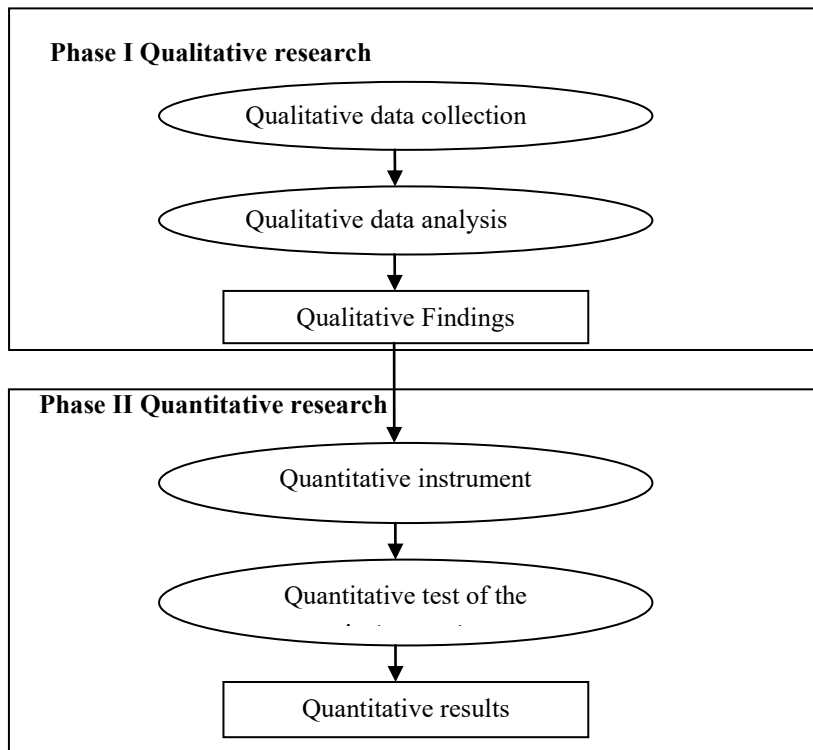 Phase I Qualitative research
Qualitative data collection
Qualitative data analysis
Qualitative Findings
Phase II Quantitative research
Quantitative instrument
Quantitative test of the
Quantitative results